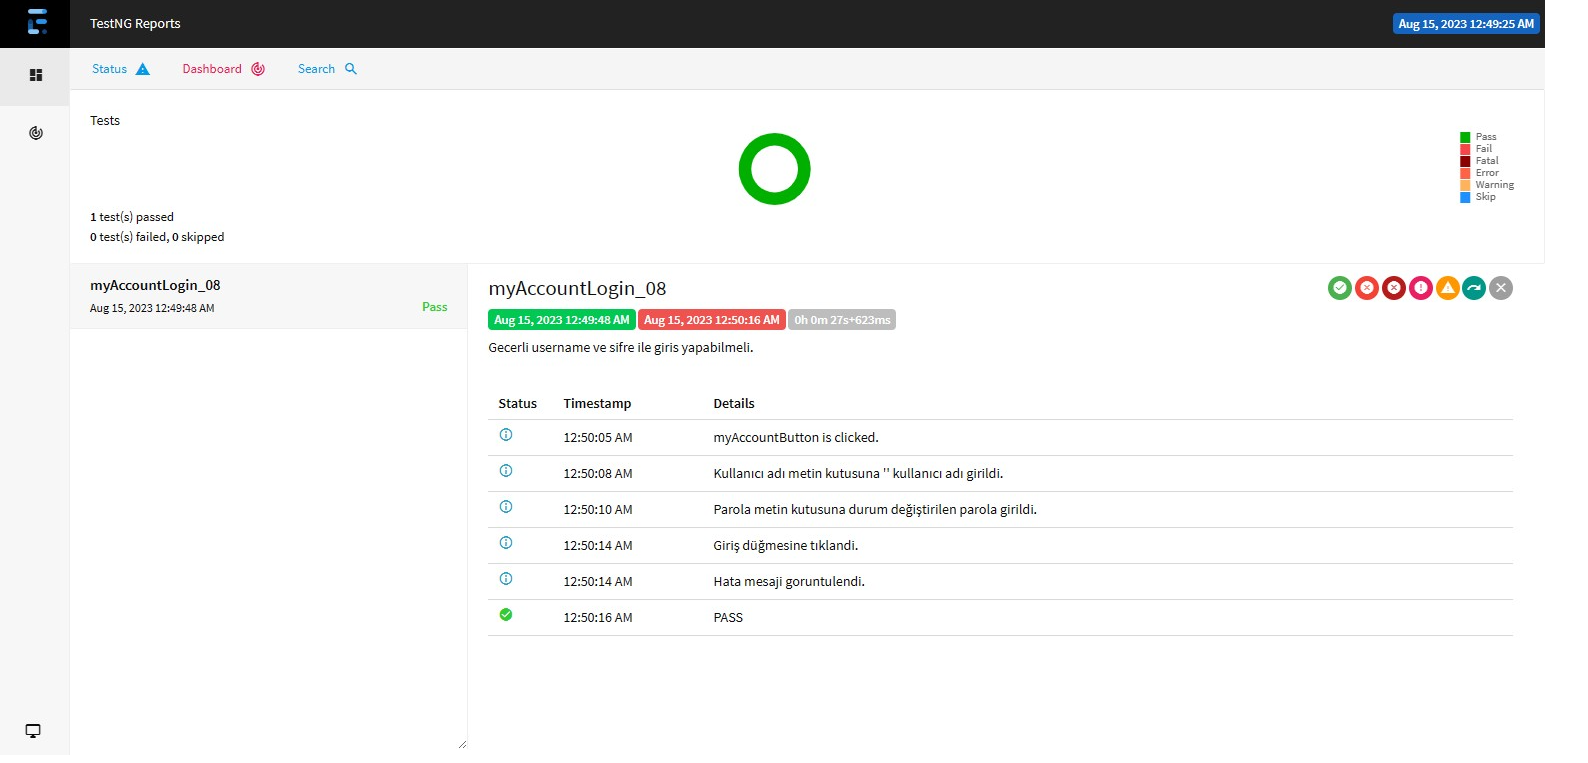 TestNG Reports
Aug 15, 2023 12:49:25 AM
Status Dashboard Search
Tests
Pass
Fail
Fatal
Error
Warning
Skip
1 test(s) passed
0 test(s) failed, 0 skipped
myAccountLogin_08
Aug 15, 2023 12:49:48 AM Pass
myAccountLogin_08
Aug 15, 2023 12:49:48 AM Aug 15, 2023 12:50:16 AM 0h 0m 27s+623ms
Gecerli username ve sifre ile giris yapabilmeli.
Status Timestamp Details
12:50:05 AM myAccountButton is clicked.
12:50:08 AM Kullanıcı adı metin kutusuna '' kullanıcı adı girildi.
12:50:10 AM Parola metin kutusuna durum değiştirilen parola girildi.
12:50:14 AM Giriş düğmesine tıklandi.
12:50:14 AM Hata mesaji goruntulendi.
12:50:16 AM PASS